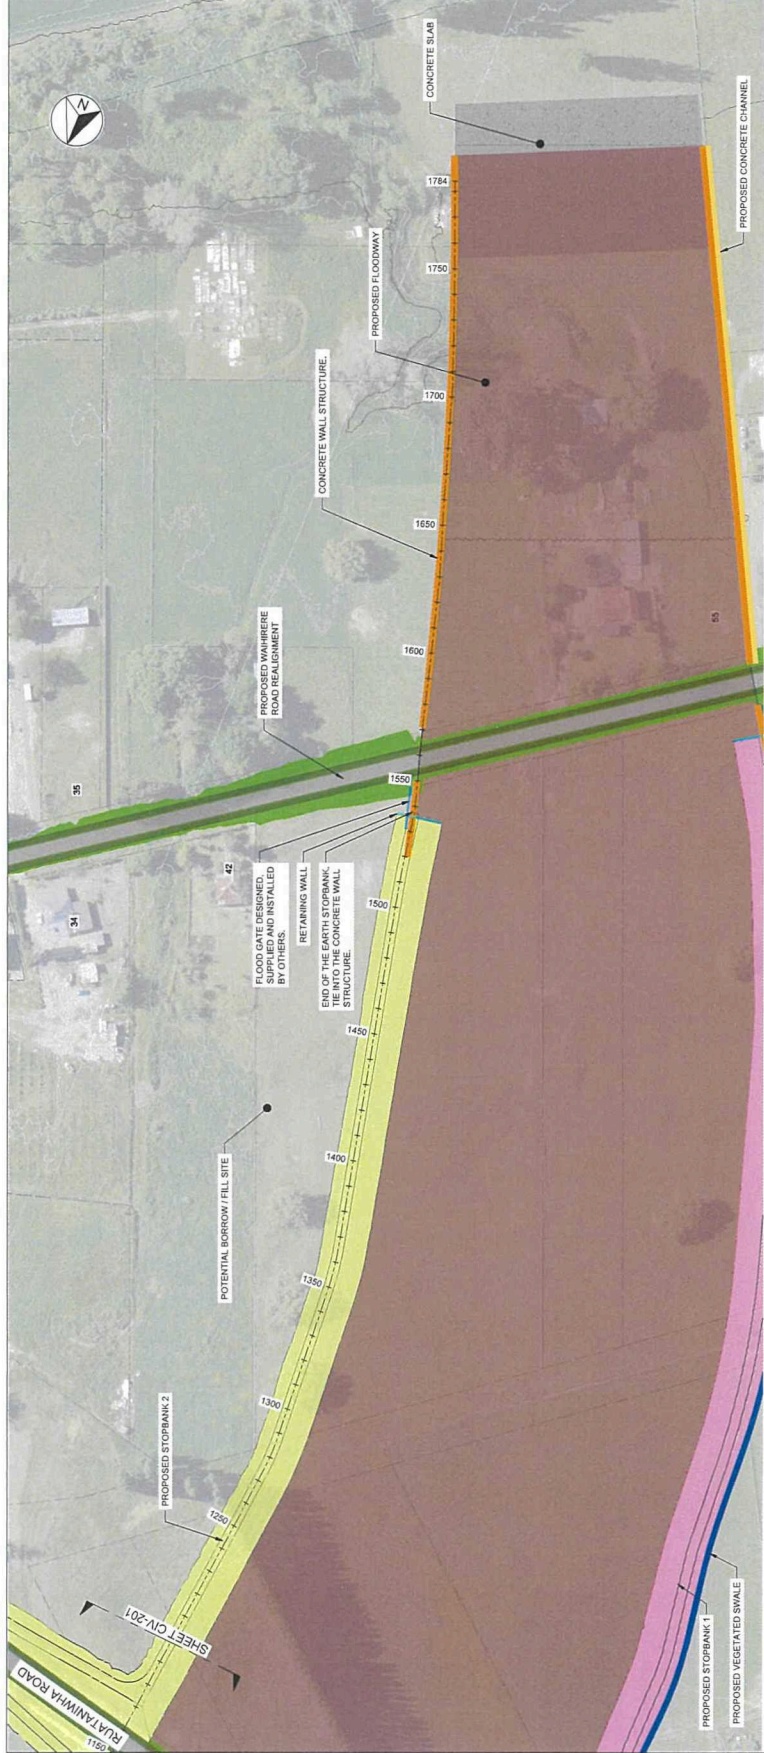 N
CONCRETE SLAB
1784
PROPOSED CONCRETE CHANNEL
1750
PROPOSED FLOODWAY
1700
CONCRETE WALL STRUCTURE.
1650
1600
55
PROPOSED WAIHIRERE
ROAD REALIGNMENT
35
1550
42
34
FLOOD GATE DESIGNED,
SUPPLIED AND INSTALLED
BY OTHERS.
RETAINING WALL
END OF THE EARTH STOPBANK.
TIE INTO THE CONCRETE WALL
STRUCTURE.
1500
1450
1400
POTENTIAL BORROW / FILL SITE
1350
1300
PROPOSED STOPBANK 2
1250
SHEET CIV-201
RUATANIWHA ROAD
1150
PROPOSED STOPBANK 1
PROPOSED VEGETATED SWALE